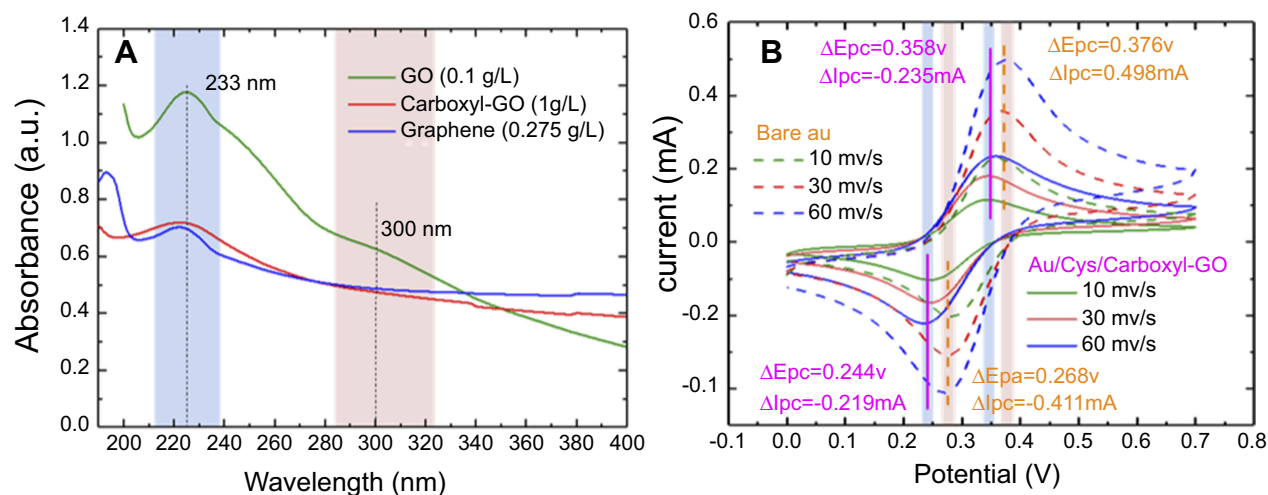 A
1.4
1.2
1.0
0.8
0.6
0.4
0.2
0.0
Absorbance (a.u.)
233 nm
300 nm
GO (0.1 g/L)
Carboxyl-GO (1g/L)
Graphene (0.275 g/L)
200 220 240 260 280 300 320 340 360 380 400
Wavelength (nm)
B
0.6
0.4
0.2
0.0
-0.2
-0.1
current (mA)
ΔEpc=0.358v
ΔIpc=-0.235mA
ΔEpc=0.376v
ΔIpc=0.498mA
Bare au
10 mv/s
30 mv/s
60 mv/s
Au/Cys/Carboxyl-GO
10 mv/s
30 mv/s
60 mv/s
ΔEpc=0.244v
ΔIpc=-0.219mA
ΔEpa=0.268v
ΔIpc=-0.411mA
-0.1 0.0 0.1 0.2 0.3 0.4 0.5 0.6 0.7 0.8
Potential (V)